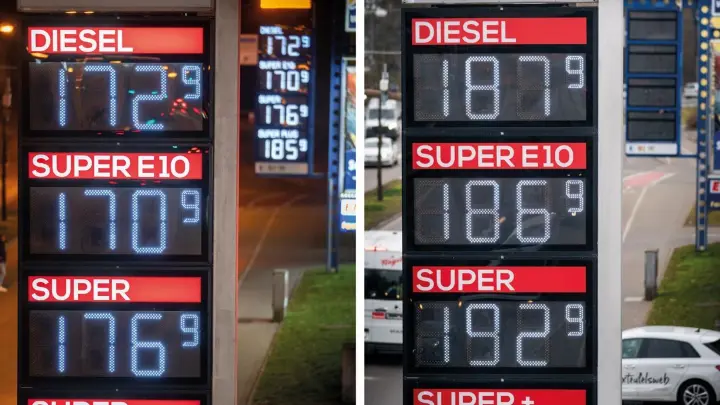 DIESEL
172⁹
SUPER E10
170⁹
SUPER
176⁹
SUPER
DIESEL
172⁹
SUPER E10
170⁹
SUPER
176⁹
SUPER PLUS
185⁹
DIESEL
187⁹
SUPER E10
186⁹
SUPER
192⁹
SUPER +